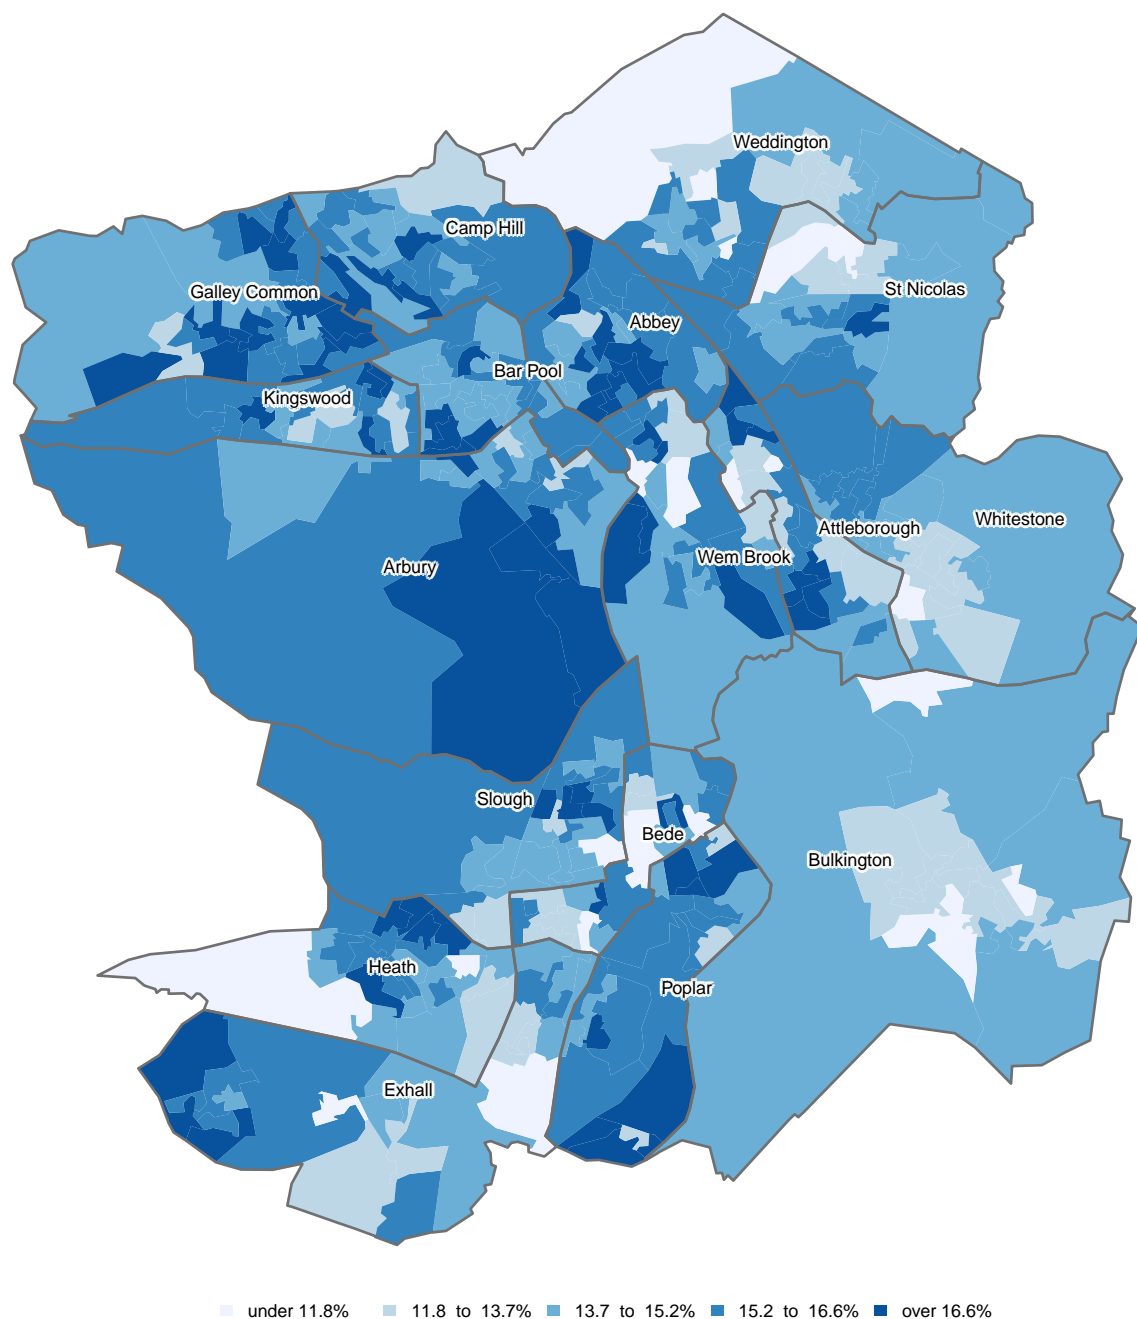 Weddington
Camp Hill
St Nicolas
Galley Common
Abbey
Bar Pool
Kingswood
Whitestone
Attleborough
Wem Brook
Arbury
Slough
Bede
Bulkington
Heath
Poplar
Exhall
under 11.8% 11.8 to 13.7% 13.7 to 15.2% 15.2 to 16.6% over 16.6%